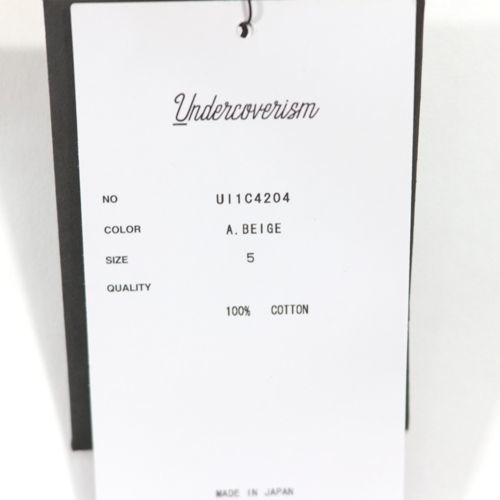 Undercoverism
NO UI1C4204
COLOR A.BEIGE
SIZE 5
QUALITY
100% COTTON
MADE IN JAPAN